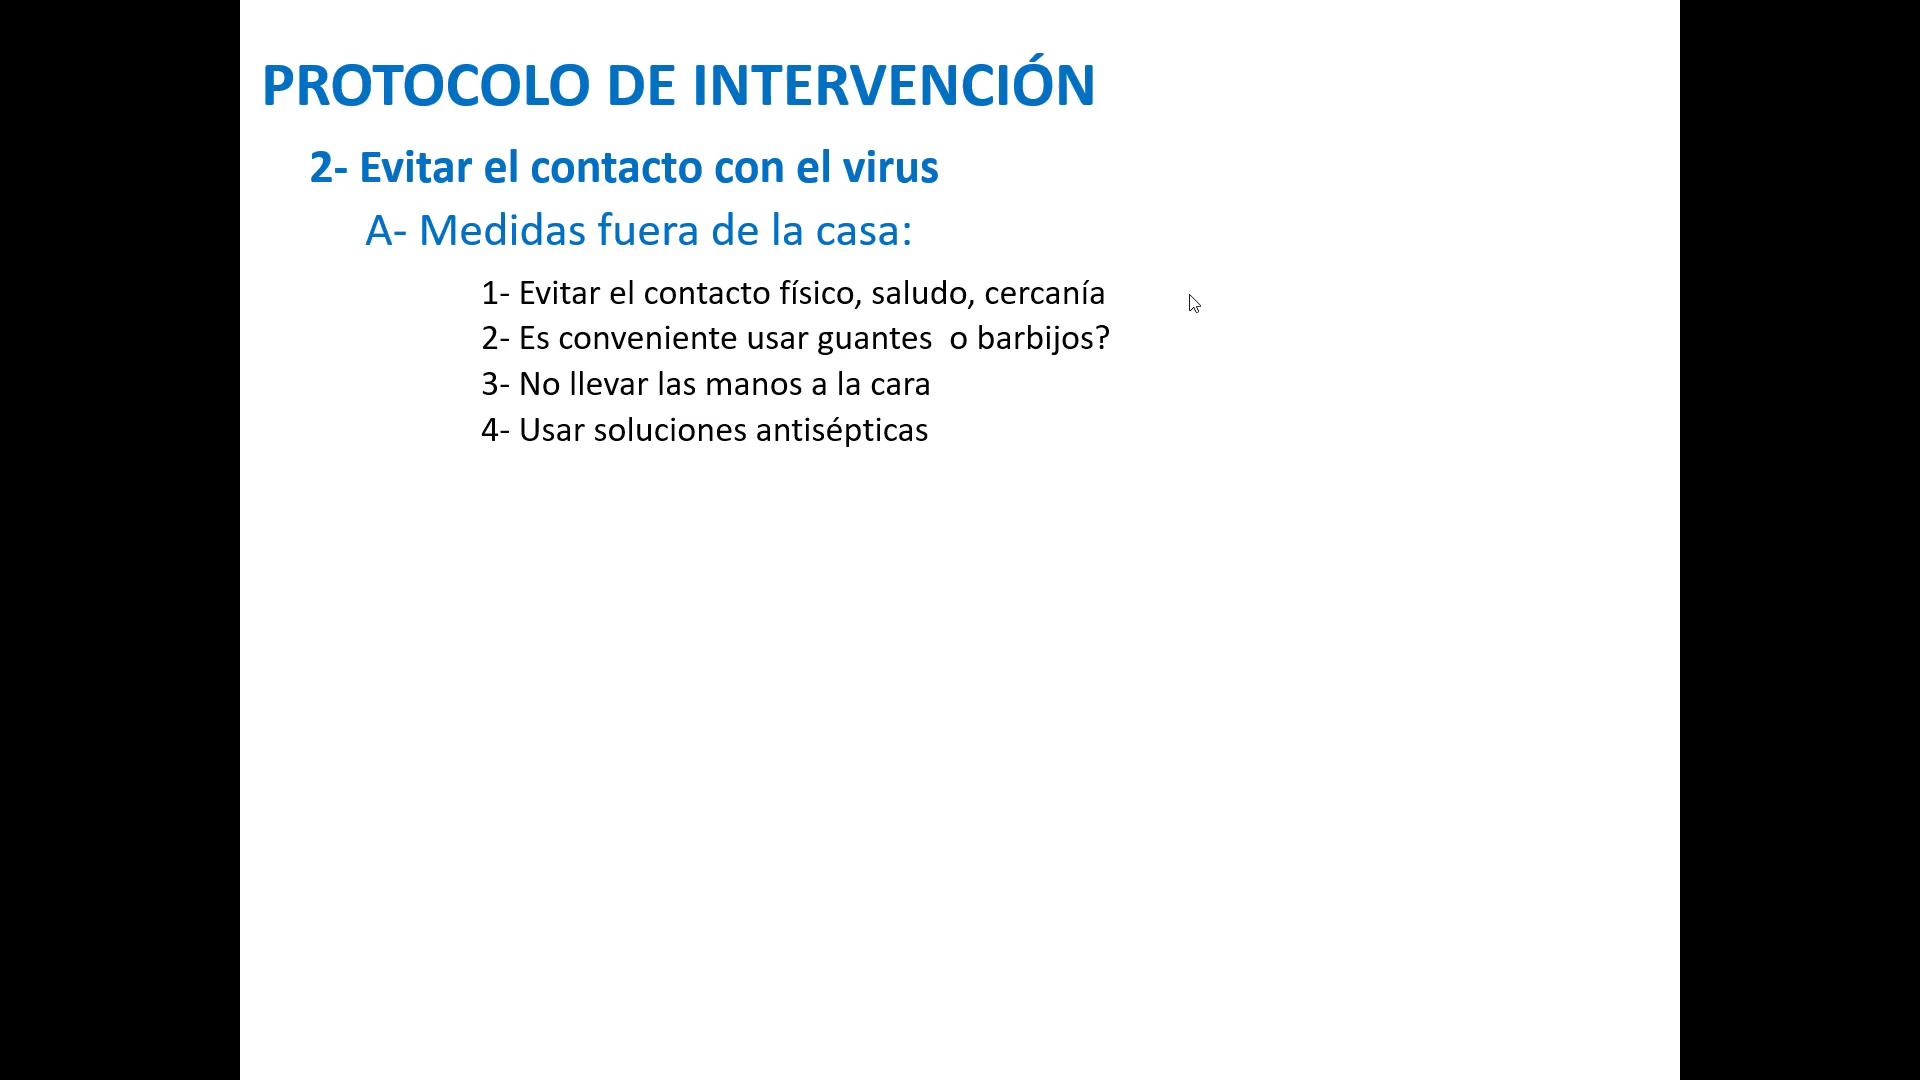 PROTOCOLO DE INTERVENCIÓN
2- Evitar el contacto con el virus
A- Medidas fuera de la casa:
1- Evitar el contacto físico, saludo, cercanía
2- Es conveniente usar guantes  o barbijos?
3- No llevar las manos a la cara
4- Usar soluciones antisépticas